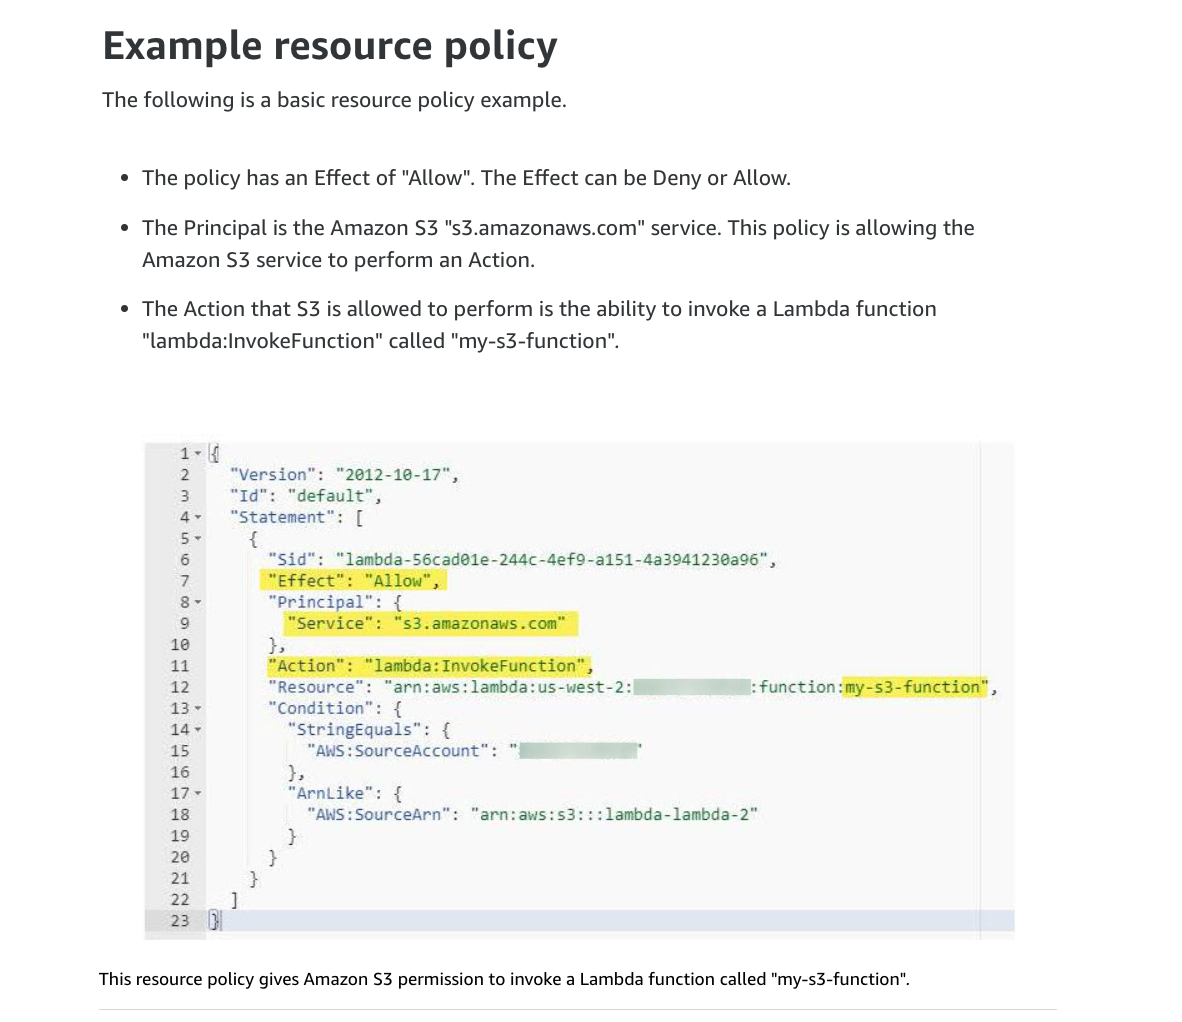 Example resource policy
The following is a basic resource policy example.
• The policy has an Effect of "Allow". The Effect can be Deny or Allow.
• The Principal is the Amazon S3 "s3.amazonaws.com" service. This policy is allowing the
Amazon S3 service to perform an Action.
• The Action that S3 is allowed to perform is the ability to invoke a Lambda function
"lambda:InvokeFunction" called "my-s3-function".
1 {
2 "Version": "2012-10-17",
3 "Id": "default",
4 "Statement": [
5 {
6 "Sid": "lambda-56cad01e-244c-4ef9-a151-4a3941230a96",
7 "Effect": "Allow",
8 "Principal": {
9 "Service": "s3.amazonaws.com"
10 },
11 "Action": "lambda:InvokeFunction",
12 "Resource": "arn:aws:lambda:us-west-2: :function:my-s3-function",
13 "Condition": {
14 "StringEquals": {
15 "AWS:SourceAccount": " "
16 },
17 "ArnLike": {
18 "AWS:SourceArn": "arn:aws:s3:::lambda-lambda-2"
19 }
20 }
21 }
22 ]
23 }
This resource policy gives Amazon S3 permission to invoke a Lambda function called "my-s3-function".